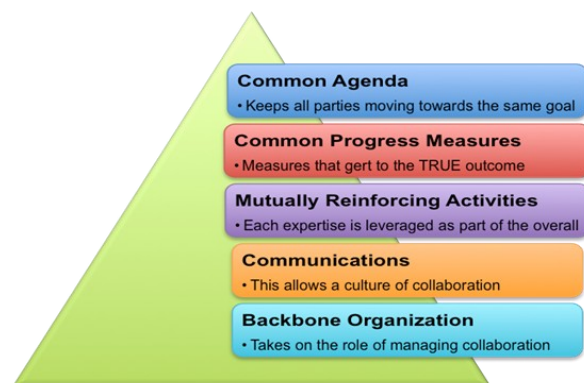 Common Agenda
• Keeps all parties moving towards the same goal
Common Progress Measures
• Measures that gert to the TRUE outcome
Mutually Reinforcing Activities
• Each expertise is leveraged as part of the overall
Communications
• This allows a culture of collaboration
Backbone Organization
• Takes on the role of managing collaboration